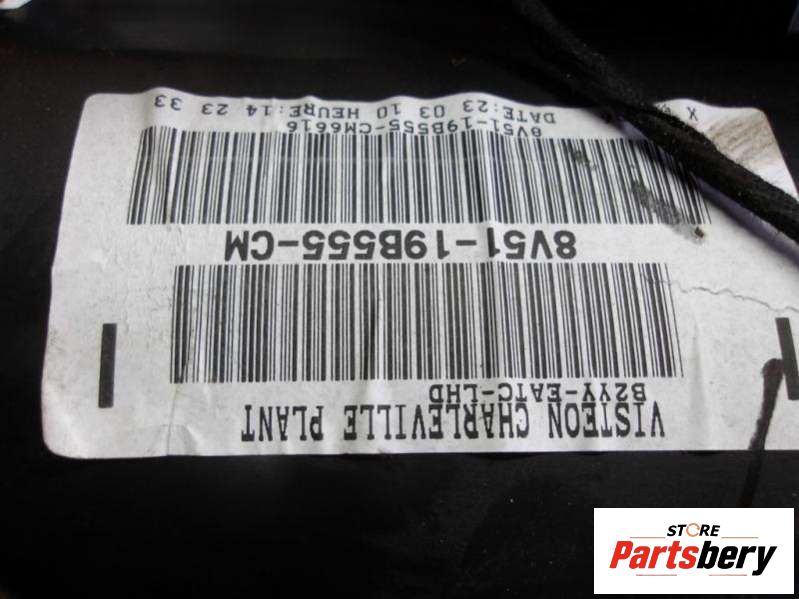 VISTEON CHARLEVILLE PLANT
B2YY-EATC-LHD
8V51-19B555-CM
8V51-19B555-CM6616
DATE:23 03 10 HEURE:14 23 33
X
STORE
Partsbery